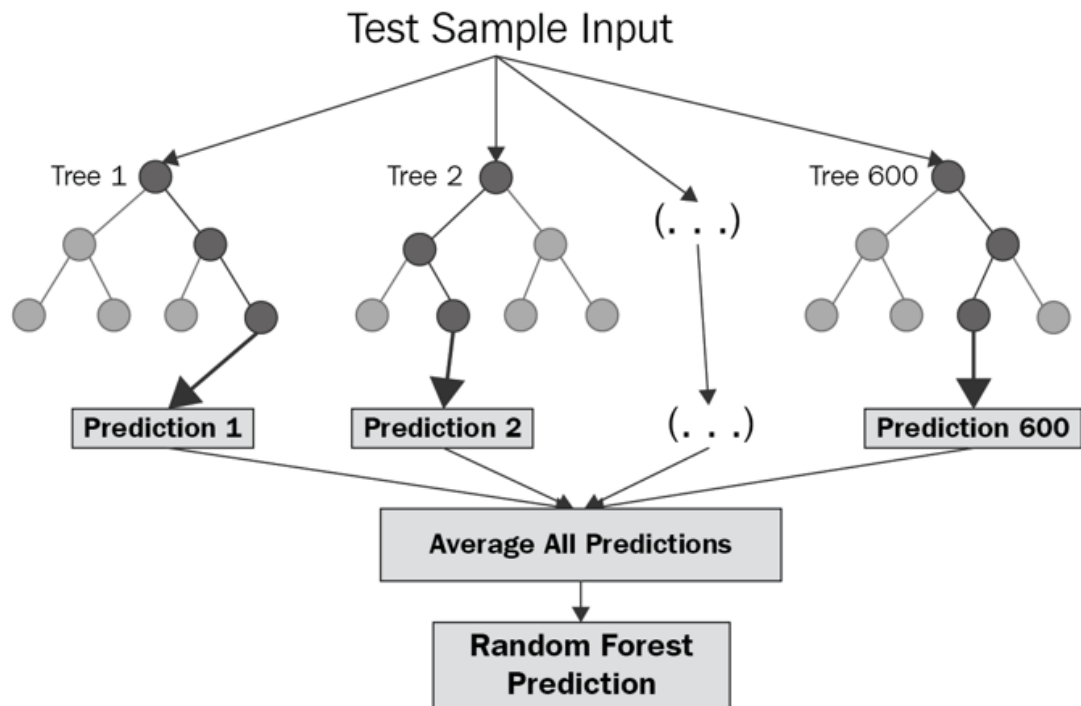 Test Sample Input
Tree 1
Tree 2
Tree 600
(. . .)
(. . .)
Prediction 1
Prediction 2
Prediction 600
Average All Predictions
Random Forest
Prediction